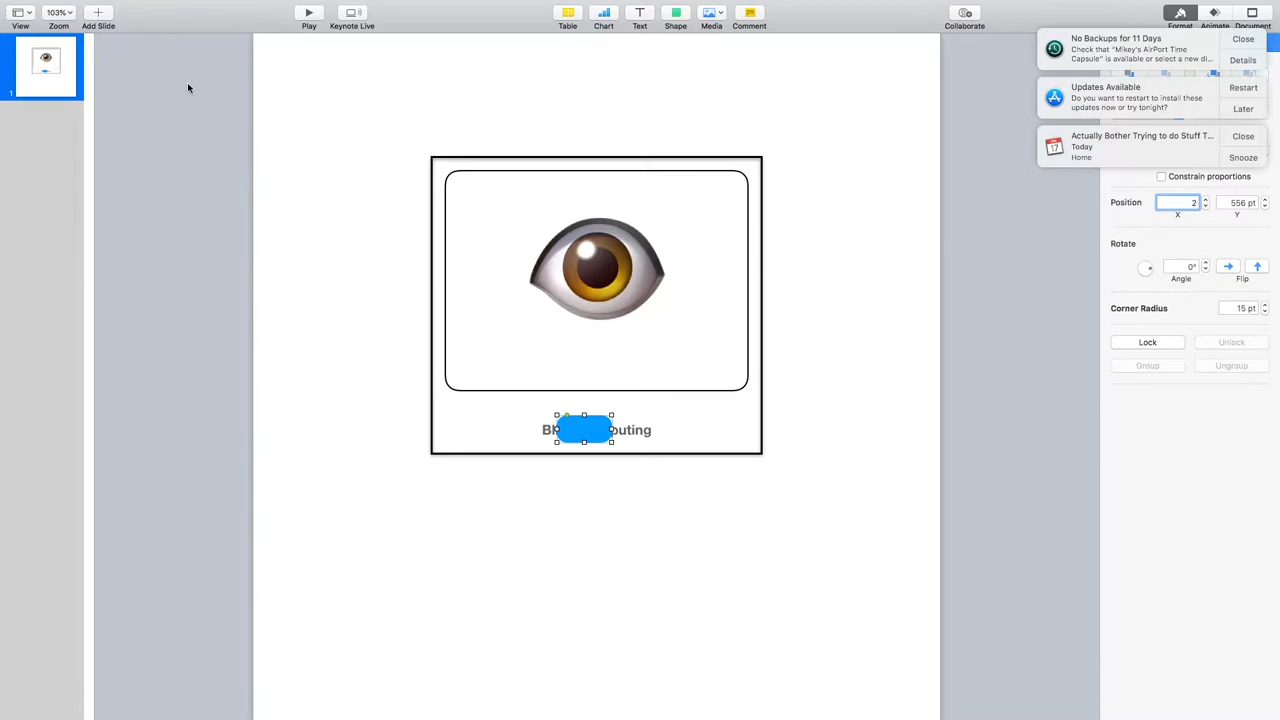 103%
View
Zoom
Add Slide
Play
Keynote Live
Table
Chart
Text
Shape
Media
Comment
Collaborate
Format
Animate
Document
No Backups for 11 Days
Check that "Mikey's AirPort Time
Capsule" is available or select a new di...
Close
Details
Updates Available
Do you want to restart to install these
updates now or try tonight?
Restart
Later
17
Actually Bother Trying to do Stuff T...
Today
Home
Close
Snooze
Constrain proportions
Position
2
556 pt
X
Y
Rotate
0°
Angle
Flip
Corner Radius
15 pt
Lock
Unlock
Group
Ungroup
1